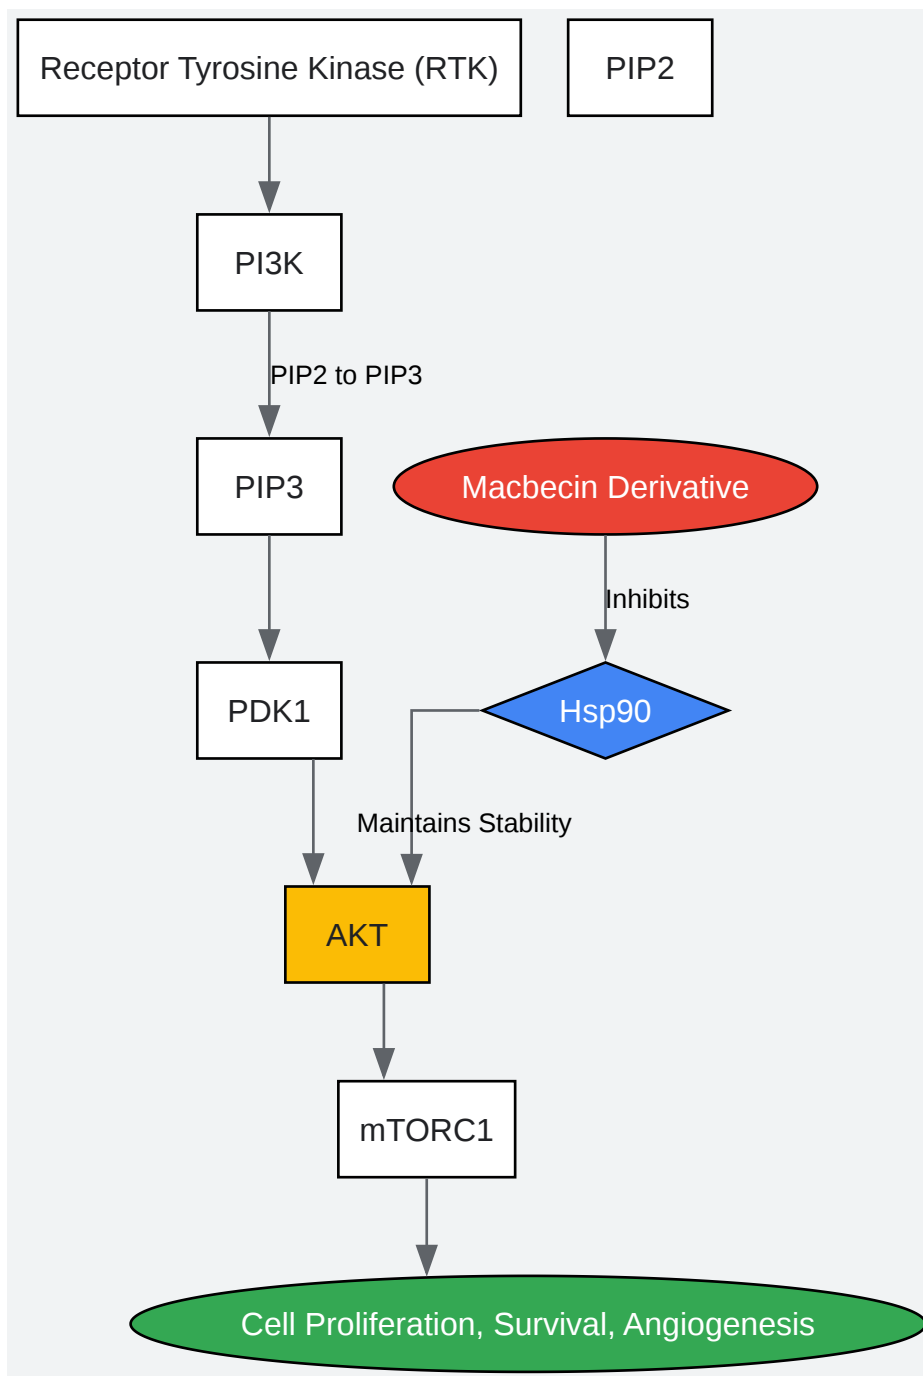 Receptor Tyrosine Kinase (RTK)
PIP2
PI3K
PIP2 to PIP3
PIP3
Macbecin Derivative
Inhibits
PDK1
Hsp90
Maintains Stability
AKT
mTORC1
Cell Proliferation, Survival, Angiogenesis